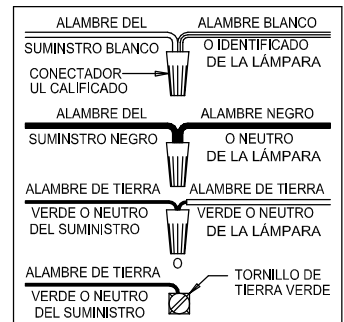 ALAMBRE DEL ALAMBRE BLANCO
SUMINSTRO BLANCO O IDENTIFICADO
DE LA LÁMPARA
CONECTADOR
UL CALIFICADO
ALAMBRE DEL ALAMBRE NEGRO
SUMINSTRO NEGRO O NEUTRO
DE LA LÁMPARA
ALAMBRE DE TIERRA ALAMBRE DE TIERRA
VERDE O NEUTRO VERDE O NEUTRO
DEL SUMINISTRO DE LA LÁMPARA
O
ALAMBRE DE TIERRA TORNILLO DE
TIERRA VERDE
VERDE O NEUTRO
DEL SUMINISTRO